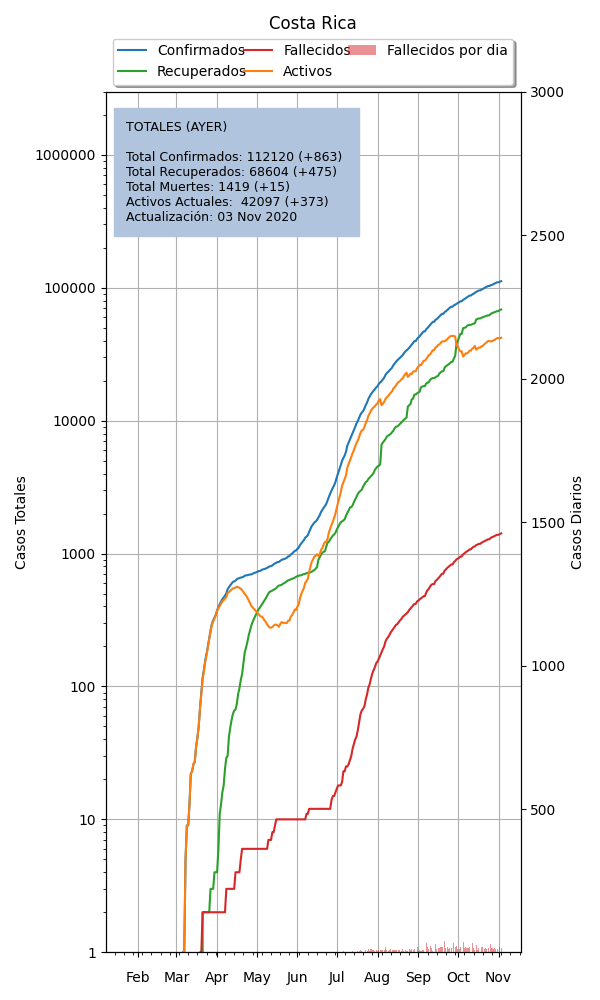 Costa Rica
Confirmados Fallecidos Fallecidos por dia
Recuperados Activos
TOTALES (AYER)
Total Confirmados: 112120 (+863)
Total Recuperados: 68604 (+475)
Total Muertes: 1419 (+15)
Activos Actuales:  42097 (+373)
Actualización: 03 Nov 2020
Casos Totales
1000000
100000
10000
1000
100
10
1
3000
2500
2000
1500
1000
500
Casos Diarios
Feb Mar Apr May Jun Jul Aug Sep Oct Nov